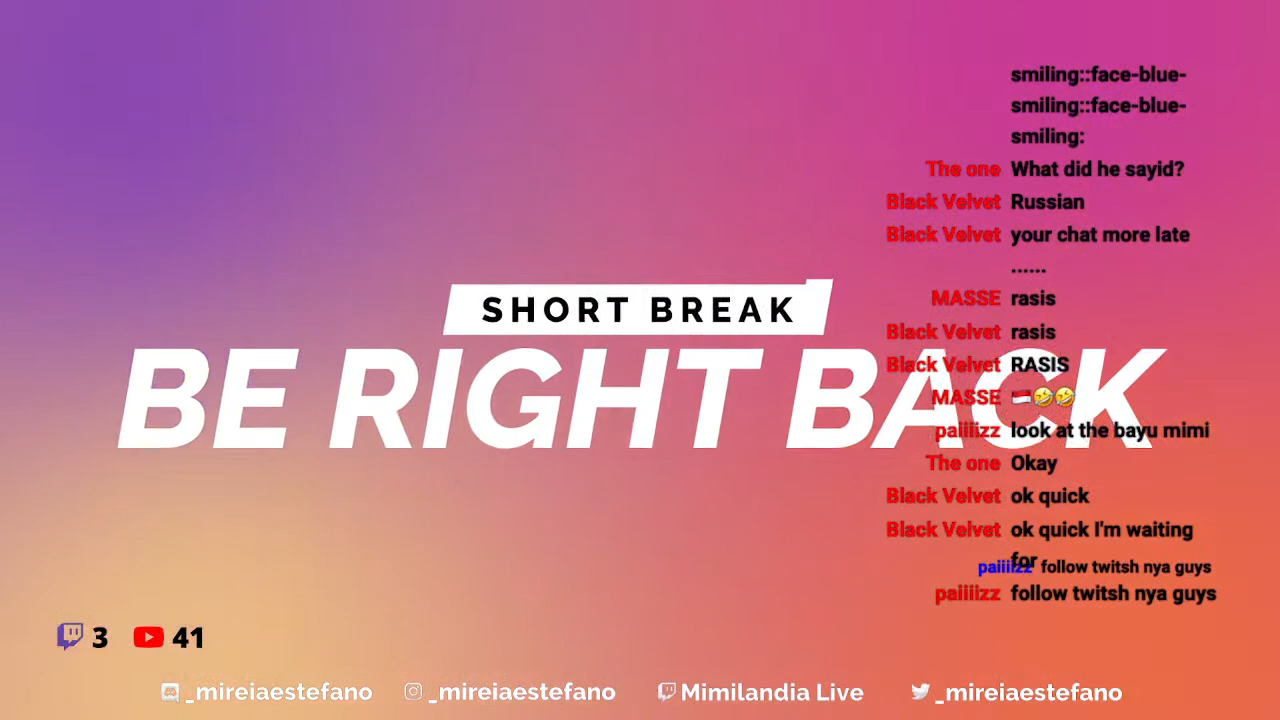 smiling::face-blue-
smiling::face-blue-
smiling:
The one What did he sayid?
Black Velvet Russian
Black Velvet your chat more late
......
MASSE rasis
Black Velvet rasis
Black Velvet RASIS
MASSE 🇮🇩🤣🤣
paiiiizz look at the bayu mimi
The one Okay
Black Velvet ok quick
Black Velvet ok quick I'm waiting
for
paiiiizz follow twitsh nya guys
paiiiizz follow twitsh nya guys
SHORT BREAK
BE RIGHT BACK
3 41
_mireiaestefano _mireiaestefano Mimilandia Live _mireiaestefano